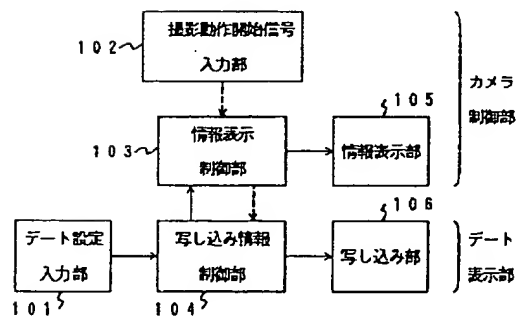 撮影動作開始信号
入力部
102
カメラ
制御部
105
103
情報表示
制御部
情報表示部
106
デート設定
入力部
写し込み情報
制御部
写し込み部
デート
表示部
101
104